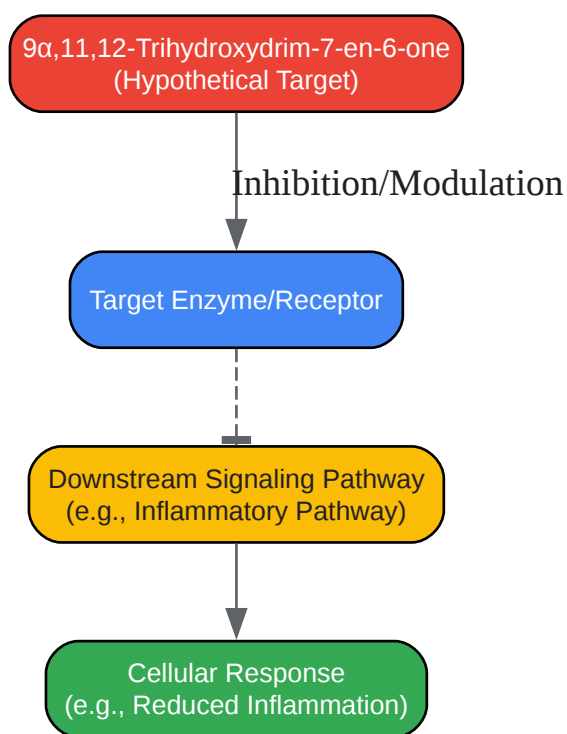 9α,11,12-Trihydroxydrim-7-en-6-one
(Hypothetical Target)
Inhibition/Modulation
Target Enzyme/Receptor
Downstream Signaling Pathway
(e.g., Inflammatory Pathway)
Cellular Response
(e.g., Reduced Inflammation)